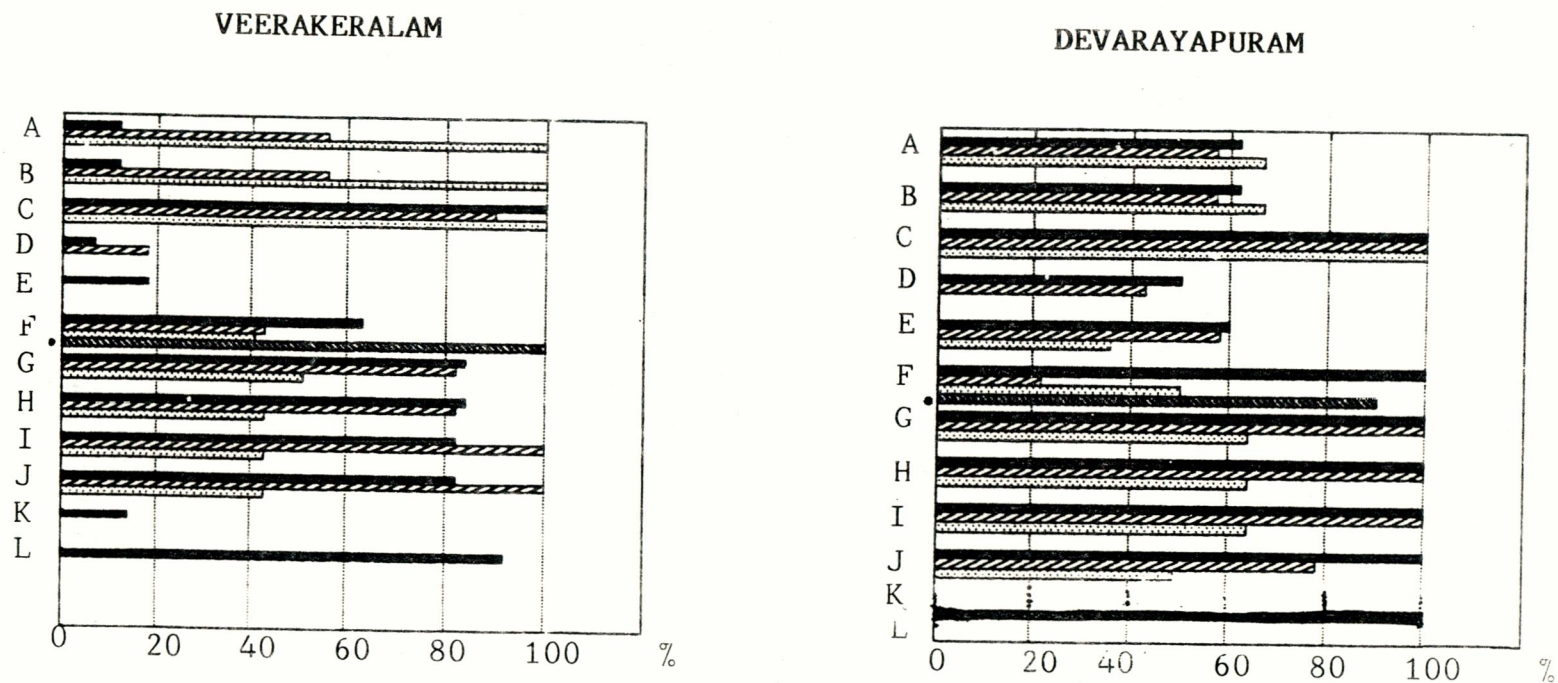 VEERAKERALAM
A
B
C
D
E
F
G
H
I
J
K
L
0 20 40 60 80 100 %
DEVARAYAPURAM
A
B
C
D
E
F
G
H
I
J
K
L
0 20 40 60 80 100 %